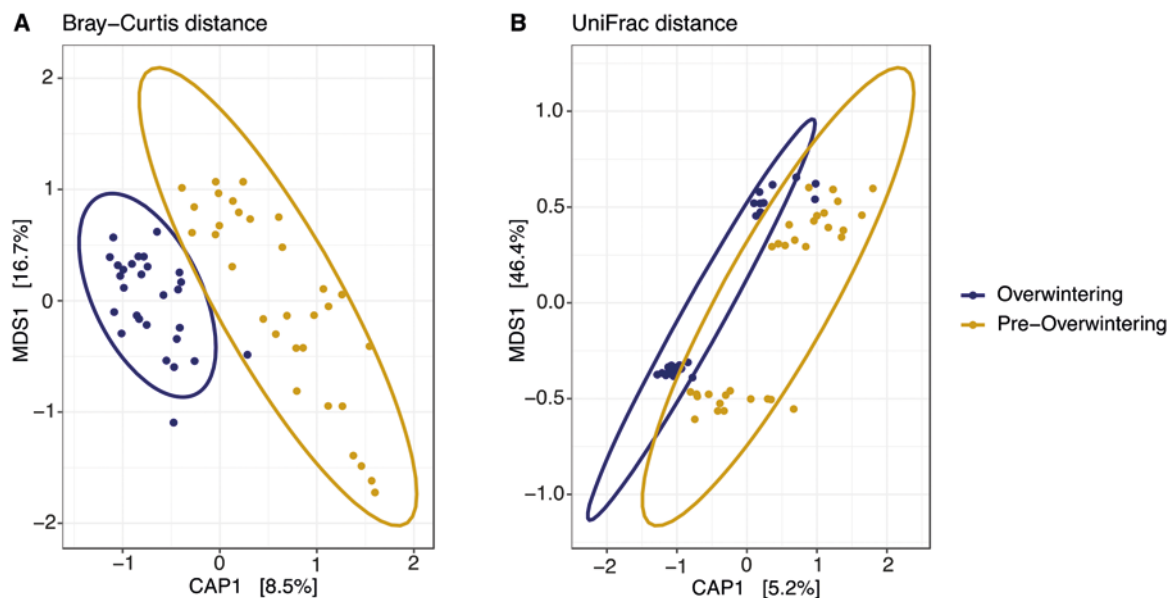 A Bray−Curtis distance
2
1
0
−1
−2
MDS1 [16.7%]
−1 0 1 2
CAP1 [8.5%]
B UniFrac distance
1.0
0.5
0.0
−0.5
−1.0
MDS1 [46.4%]
−2 −1 0 1 2
CAP1 [5.2%]
Overwintering
Pre−Overwintering